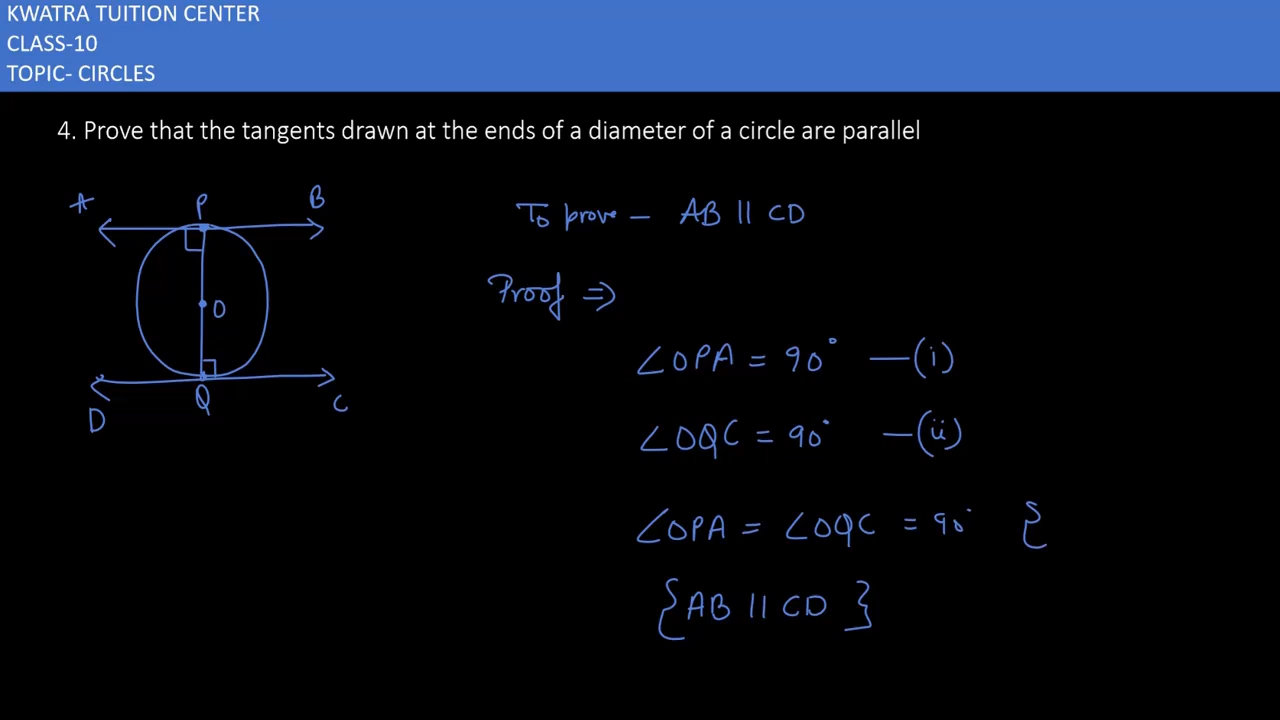 KWATRA TUITION CENTER
CLASS-10
TOPIC- CIRCLES
4. Prove that the tangents drawn at the ends of a diameter of a circle are parallel
A P B
O
D Q C
To prove — AB || CD
Proof ⇒
∠OPA = 90° —(i)
∠OQC = 90° —(ii)
∠OPA = ∠OQC = 90° {
{AB || CD}